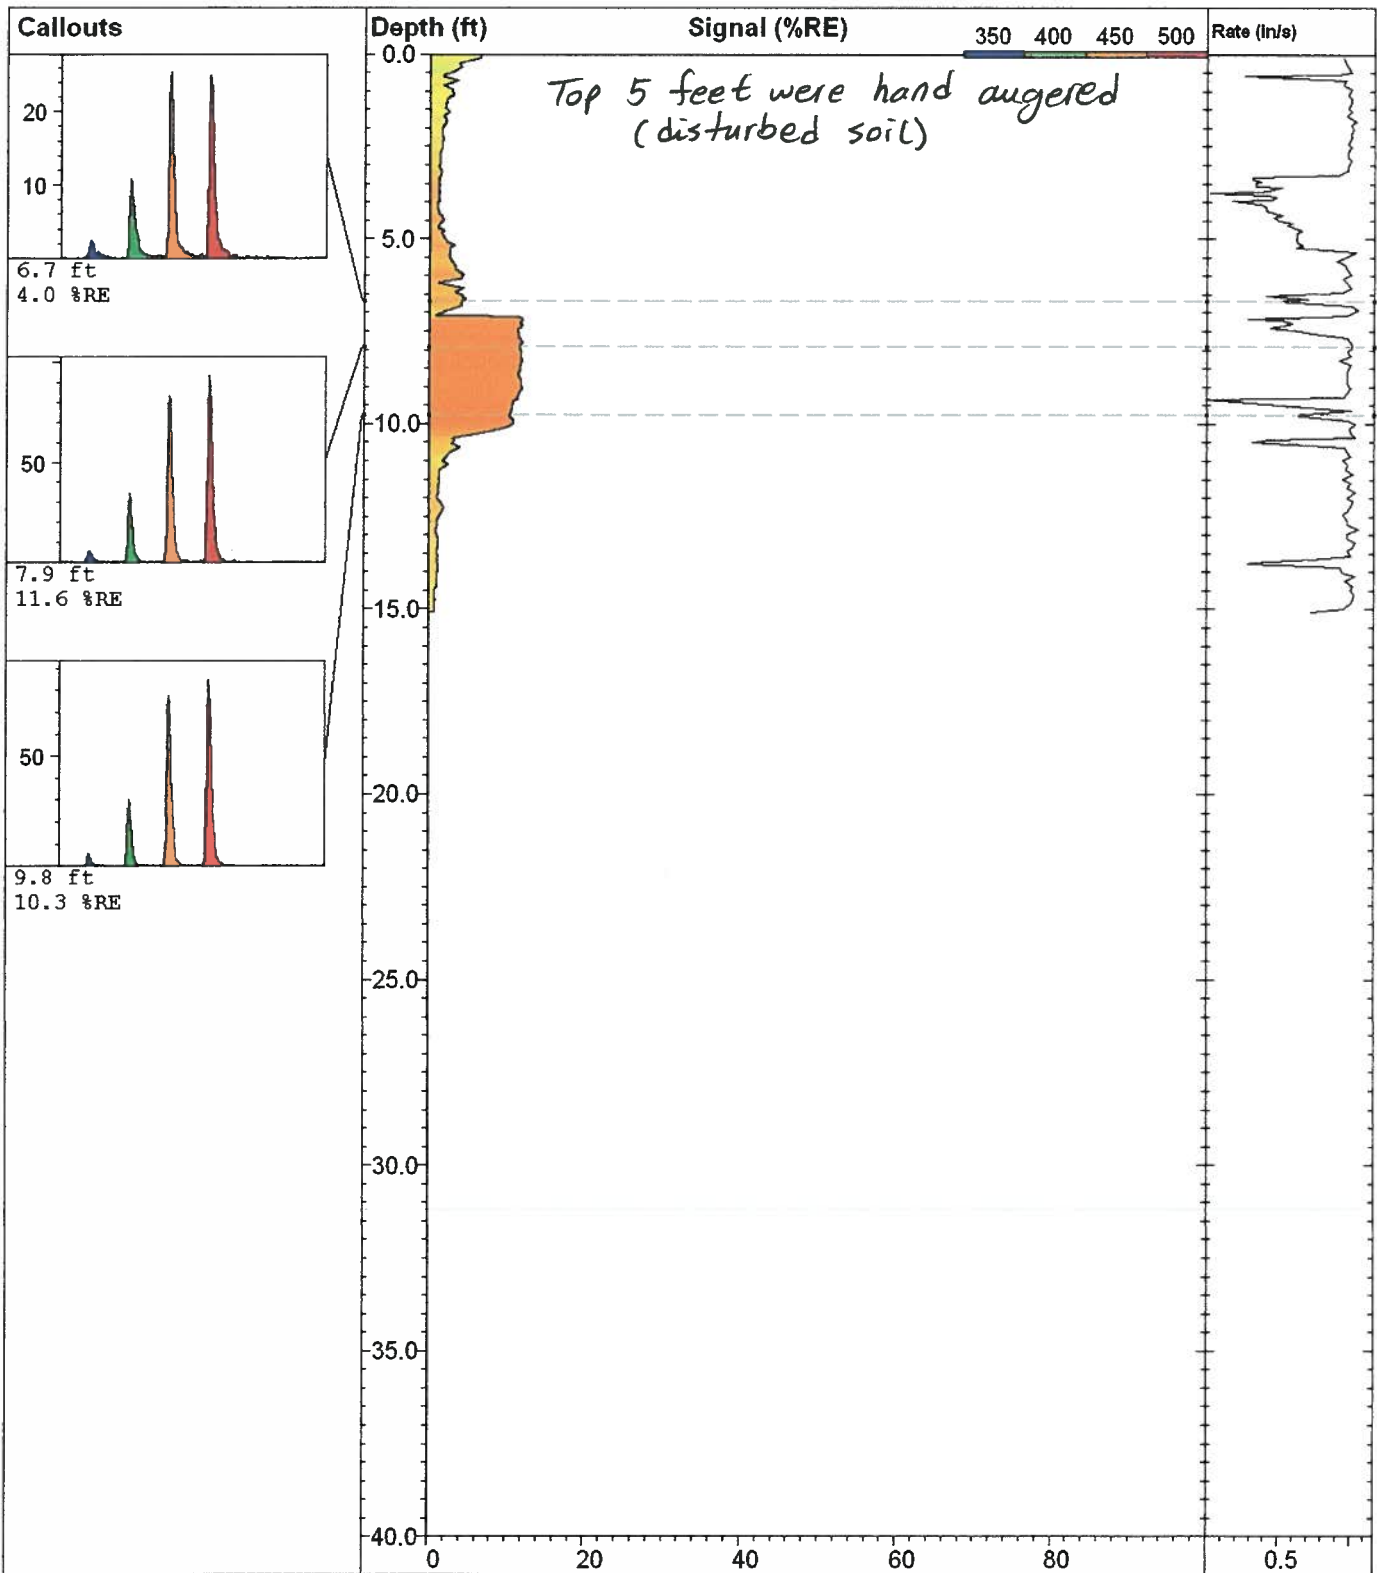 Callouts
Depth (ft)
Signal (%RE)
350 400 450 500
Rate (in/s)
Top 5 feet were hand augered
(disturbed soil)
20
10
6.7 ft
4.0 %RE
50
7.9 ft
11.6 %RE
50
9.8 ft
10.3 %RE
0.0
5.0
10.0
15.0
20.0
25.0
30.0
35.0
40.0
0 20 40 60 80
0.5